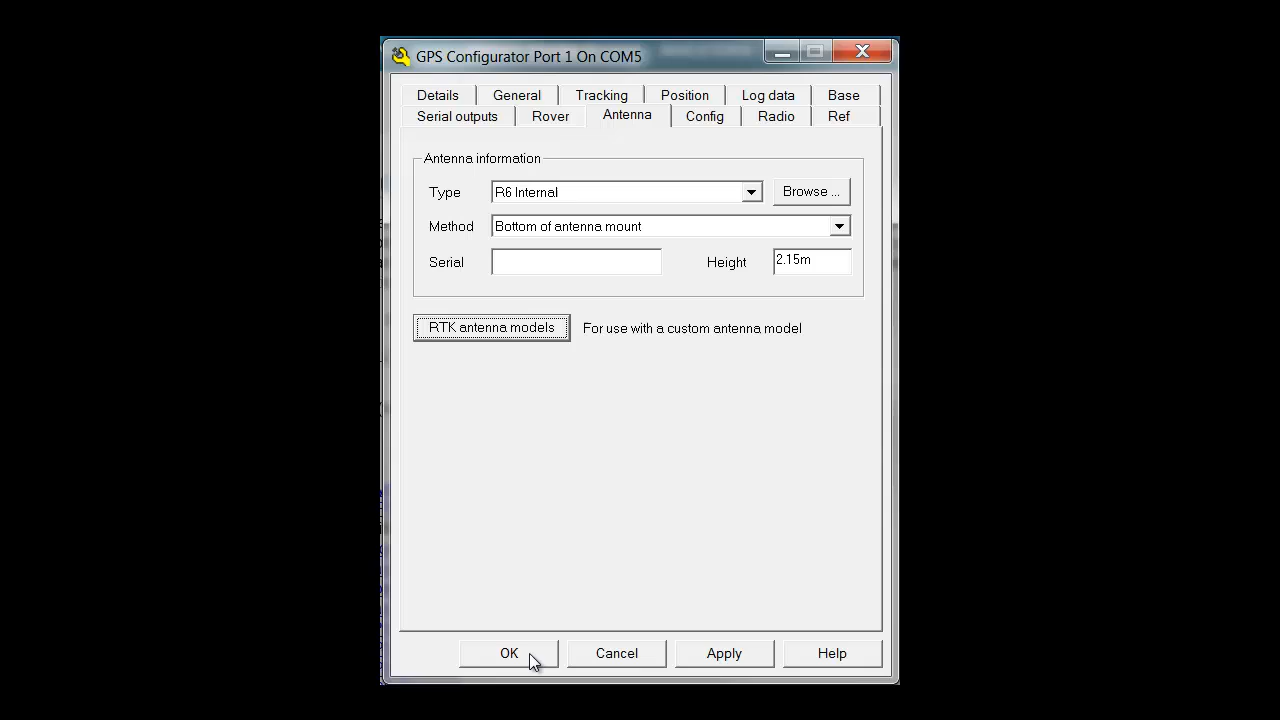 GPS Configurator Port 1 On COM5
Details General Tracking Position Log data Base
Serial outputs Rover Antenna Config Radio Ref
Antenna information
Type R6 Internal Browse ...
Method Bottom of antenna mount
Serial Height 2.15m
RTK antenna models For use with a custom antenna model
OK Cancel Apply Help